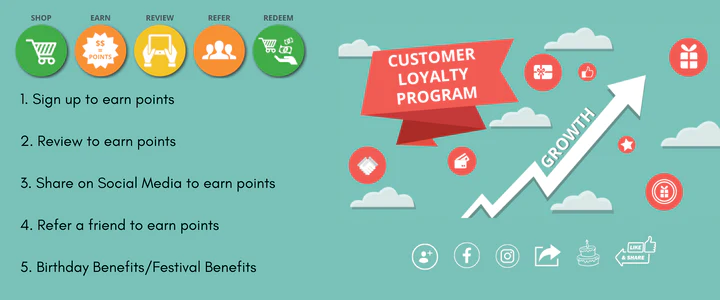 SHOP
EARN
REVIEW
REFER
REDEEM
$$
=
POINTS
1. Sign up to earn points
2. Review to earn points
3. Share on Social Media to earn points
4. Refer a friend to earn points
5. Birthday Benefits/Festival Benefits
CUSTOMER
LOYALTY
PROGRAM
GROWTH
LIKE
& SHARE